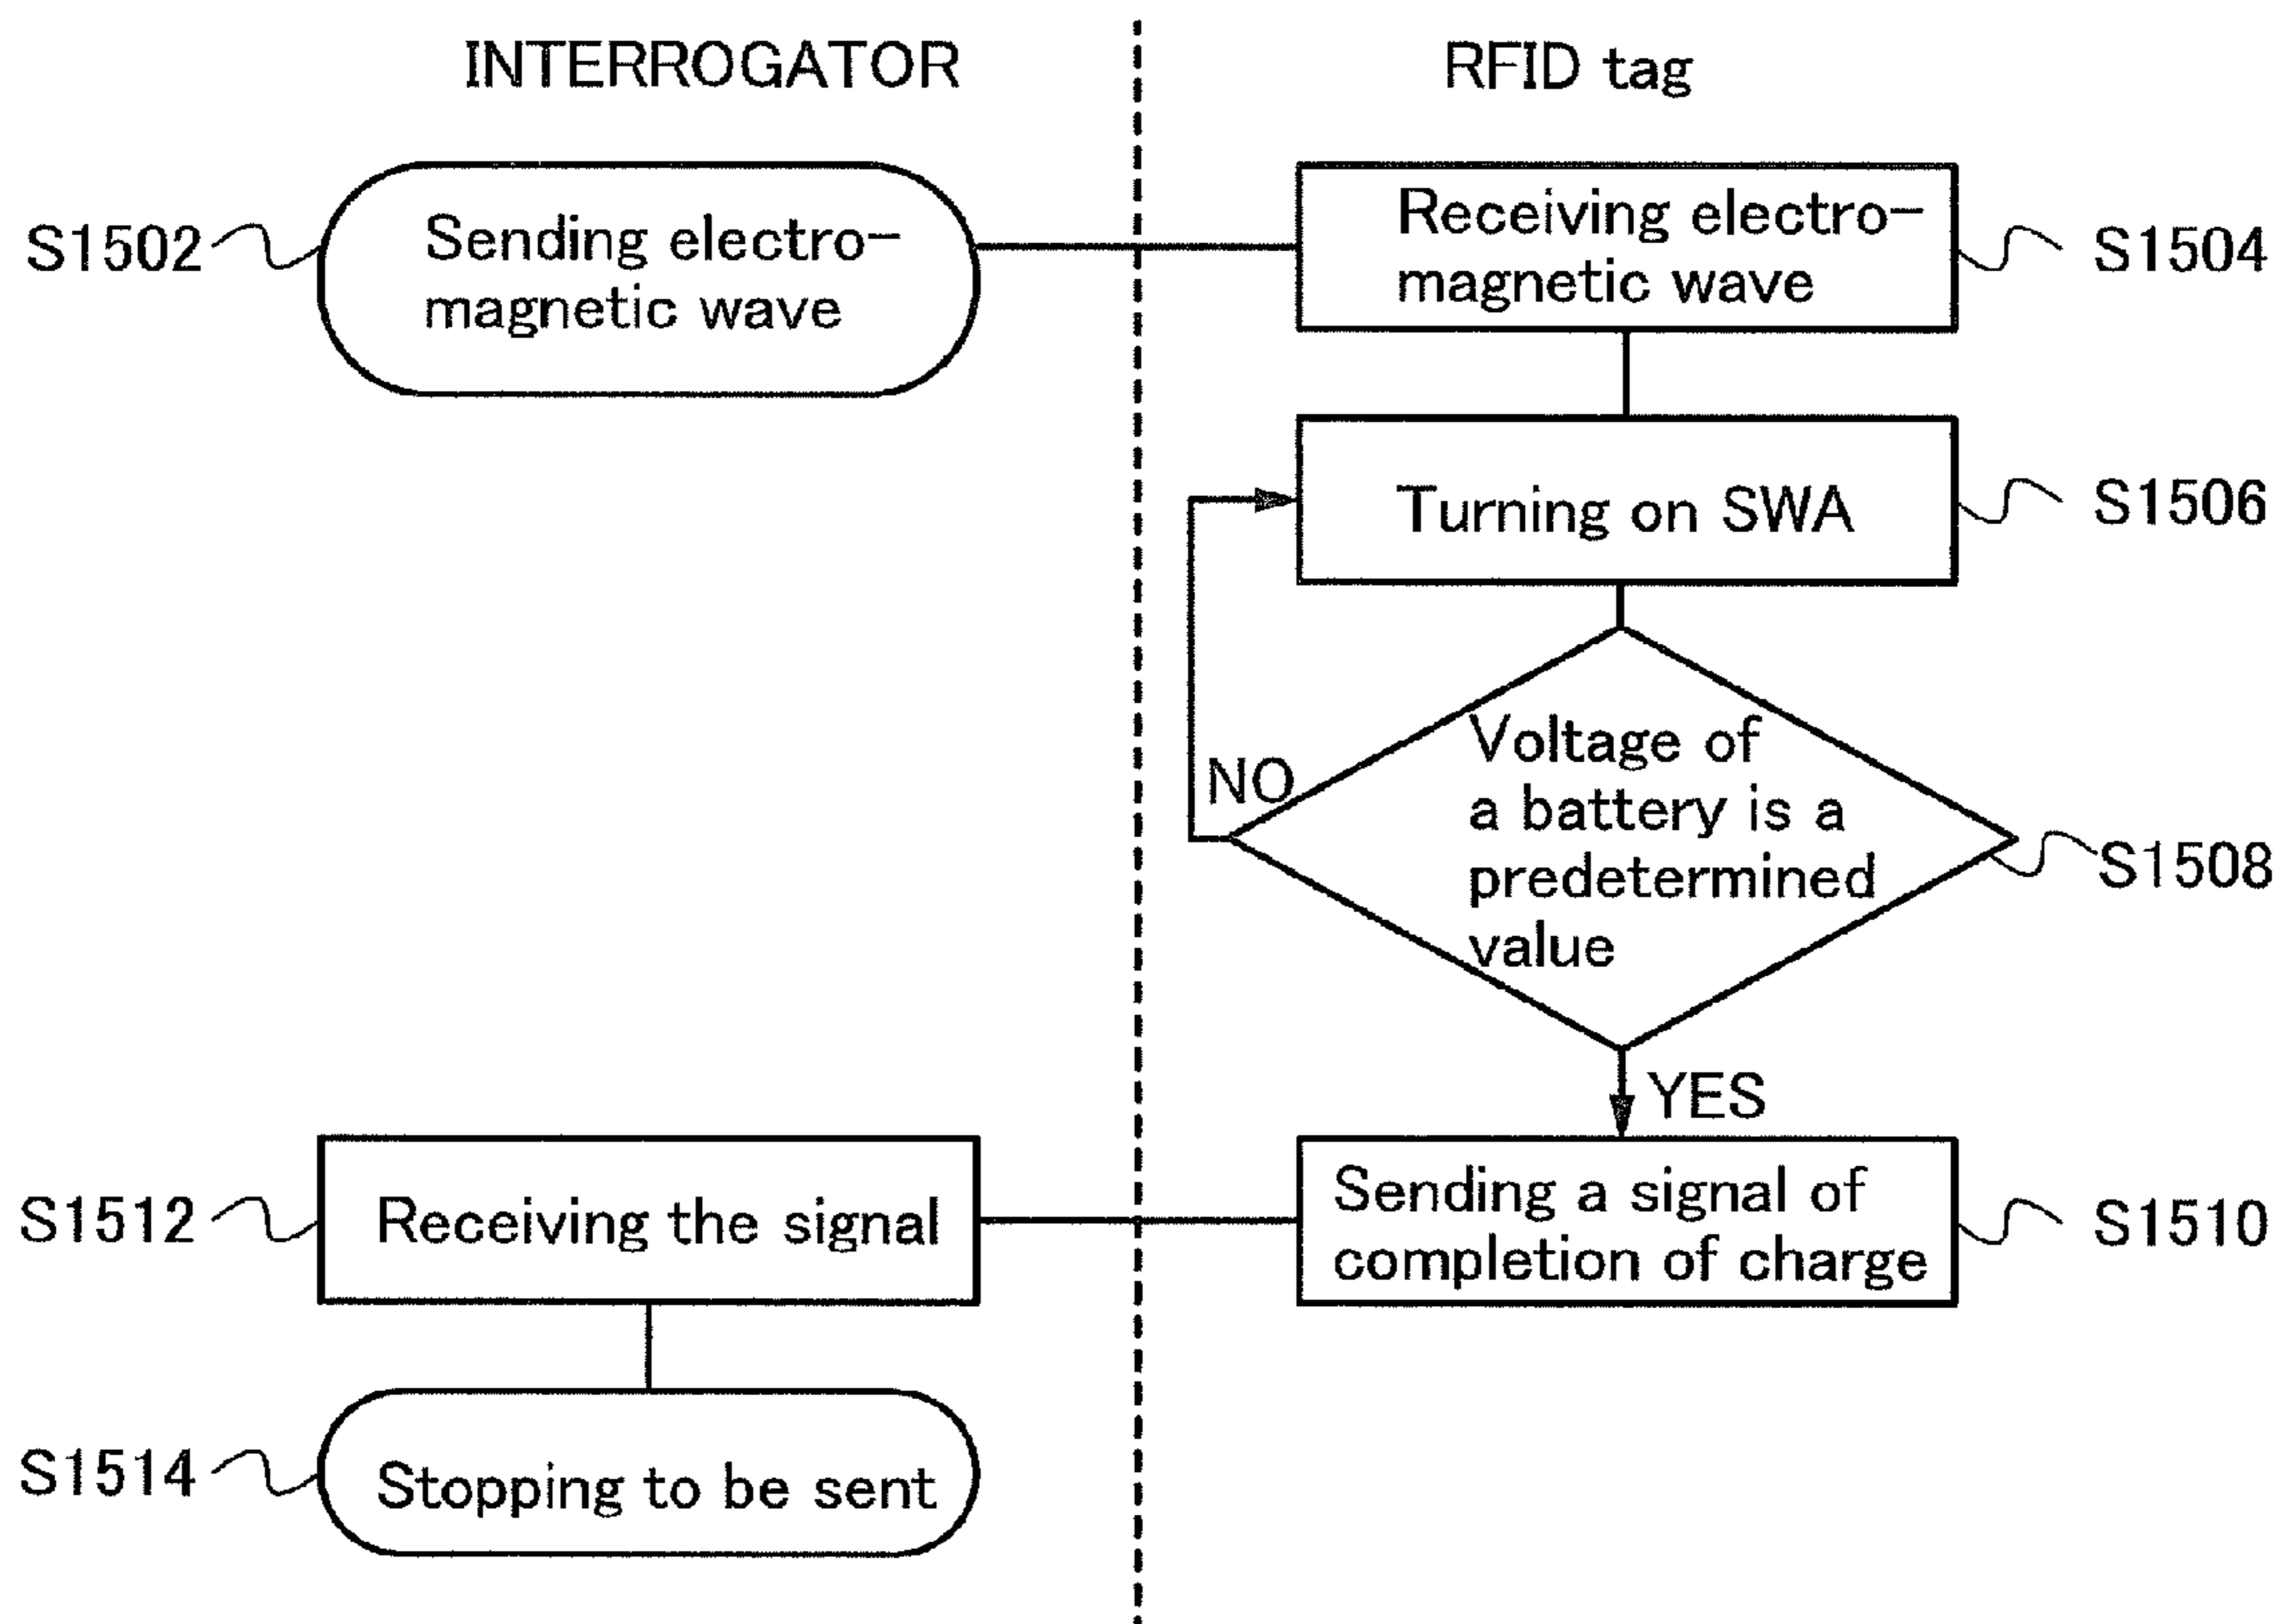 INTERROGATOR
RFID tag
S1502
Sending electro-
magnetic wave
Receiving electro-
magnetic wave
S1504
Turning on SWA
S1506
NO
Voltage of
a battery is a
predetermined
value
S1508
YES
S1512
Receiving the signal
Sending a signal of
completion of charge
S1510
S1514
Stopping to be sent